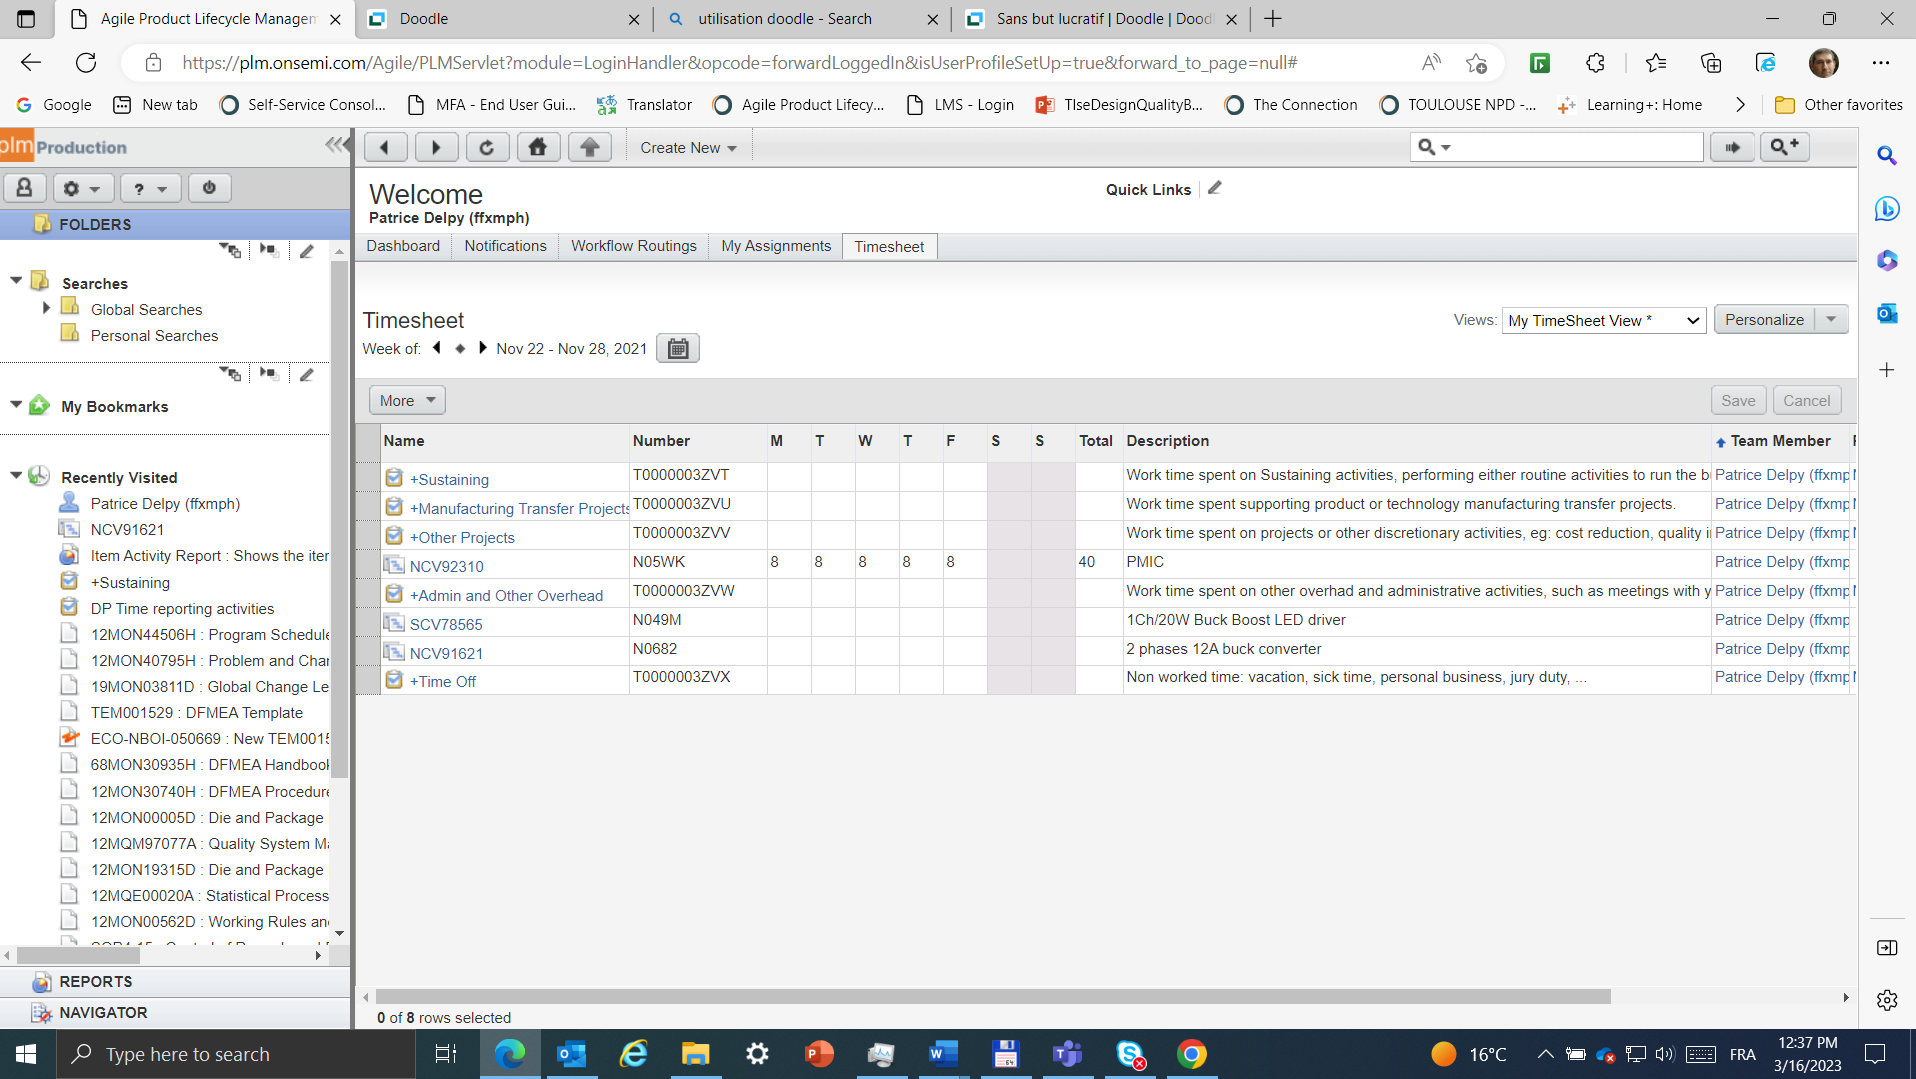 Agile Product Lifecycle Managem
Doodle
utilisation doodle - Search
Sans but lucratif | Doodle | Dood
https://plm.onsemi.com/Agile/PLMServlet?module=LoginHandler&opcode=forwardLoggedIn&isUserProfileSetUp=true&forward_to_page=null#
Google
New tab
Self-Service Consol...
MFA - End User Gui...
Translator
Agile Product Lifecy...
LMS - Login
TlseDesignQualityB...
The Connection
TOULOUSE NPD -...
Learning+: Home
Other favorites
plm Production
Create New
FOLDERS
Searches
Global Searches
Personal Searches
My Bookmarks
Recently Visited
Patrice Delpy (ffxmph)
NCV91621
Item Activity Report : Shows the iter
+Sustaining
DP Time reporting activities
12MON44506H : Program Schedule
12MON40795H : Problem and Char
19MON03811D : Global Change Le
TEM001529 : DFMEA Template
ECO-NBOI-050669 : New TEM0015
68MON30935H : DFMEA Handbook
12MON30740H : DFMEA Procedure
12MON00005D : Die and Package
12MQM97077A : Quality System Ma
12MON19315D : Die and Package
12MQE00020A : Statistical Process
12MON00562D : Working Rules an
REPORTS
NAVIGATOR
Welcome
Patrice Delpy (ffxmph)
Quick Links
Dashboard
Notifications
Workflow Routings
My Assignments
Timesheet
Timesheet
Views: My TimeSheet View *
Personalize
Week of: Nov 22 - Nov 28, 2021
More
Save
Cancel
Name Number M T W T F S S Total Description Team Member
+Sustaining T0000003ZVT Work time spent on Sustaining activities, performing either routine activities to run the b Patrice Delpy (ffxmp
+Manufacturing Transfer Projects T0000003ZVU Work time spent supporting product or technology manufacturing transfer projects. Patrice Delpy (ffxmp
+Other Projects T0000003ZVV Work time spent on projects or other discretionary activities, eg: cost reduction, quality i Patrice Delpy (ffxmp
NCV92310 N05WK 8 8 8 8 8 40 PMIC Patrice Delpy (ffxmp
+Admin and Other Overhead T0000003ZVW Work time spent on other overhad and administrative activities, such as meetings with y Patrice Delpy (ffxmp
SCV78565 N049M 1Ch/20W Buck Boost LED driver Patrice Delpy (ffxmp
NCV91621 N0682 2 phases 12A buck converter Patrice Delpy (ffxmp
+Time Off T0000003ZVX Non worked time: vacation, sick time, personal business, jury duty, ... Patrice Delpy (ffxmp
0 of 8 rows selected
Type here to search
16°C
FRA
12:37 PM
3/16/2023